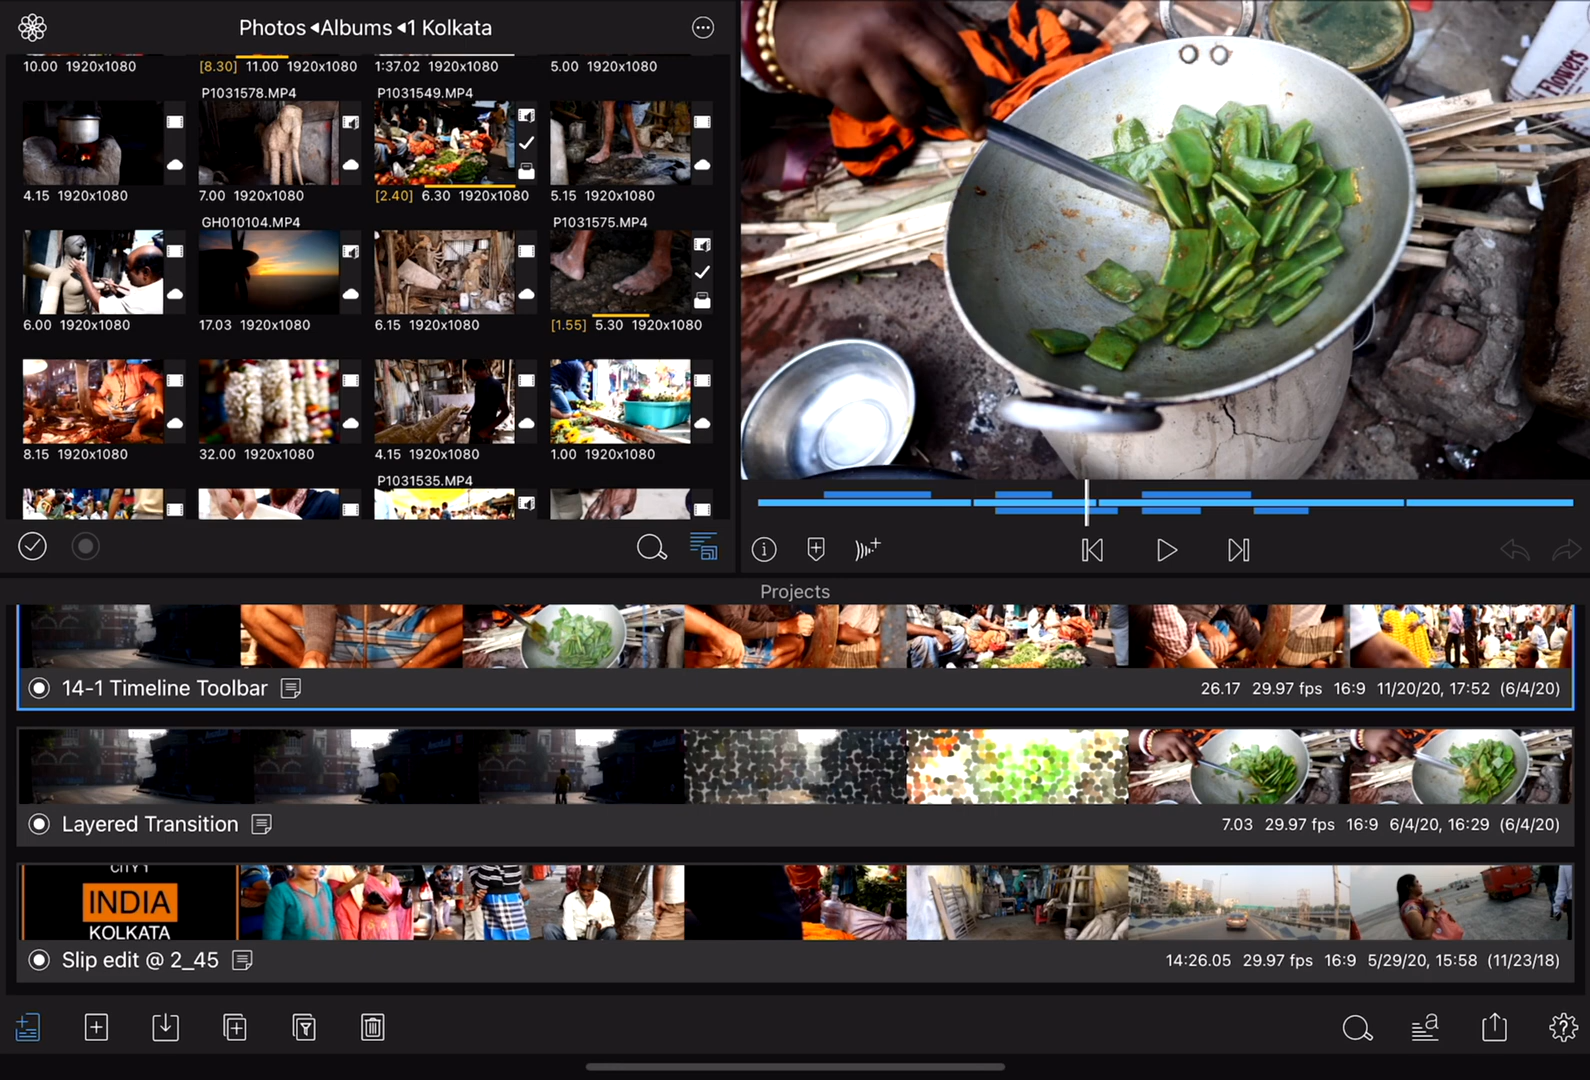 Photos ◂Albums ◂1 Kolkata
10.00 1920x1080
[8.30] 11.00 1920x1080
1:37.02 1920x1080
5.00 1920x1080
P1031578.MP4
P1031549.MP4
4.15 1920x1080
7.00 1920x1080
[2.40] 6.30 1920x1080
5.15 1920x1080
GH010104.MP4
P1031575.MP4
6.00 1920x1080
17.03 1920x1080
6.15 1920x1080
[1.55] 5.30 1920x1080
8.15 1920x1080
32.00 1920x1080
4.15 1920x1080
1.00 1920x1080
P1031535.MP4
Flowers
Projects
14-1 Timeline Toolbar
26.17 29.97 fps 16:9 11/20/20, 17:52 (6/4/20)
Layered Transition
7.03 29.97 fps 16:9 6/4/20, 16:29 (6/4/20)
INDIA
KOLKATA
Slip edit @ 2_45
14:26.05 29.97 fps 16:9 5/29/20, 15:58 (11/23/18)